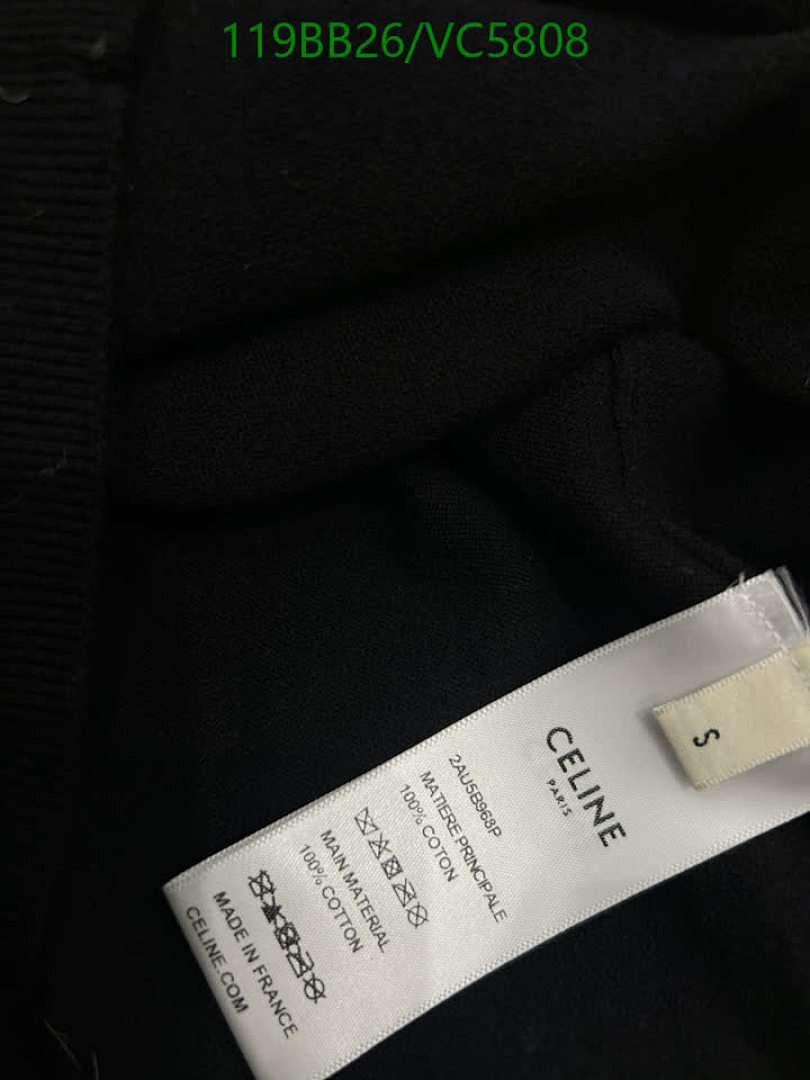 119BB26/VC5808
S
CELINE
PARIS
2AU5B968P
MATIERE PRINCIPALE
100% COTON
MAIN MATERIAL
100% COTTON
MADE IN FRANCE
CELINE.COM